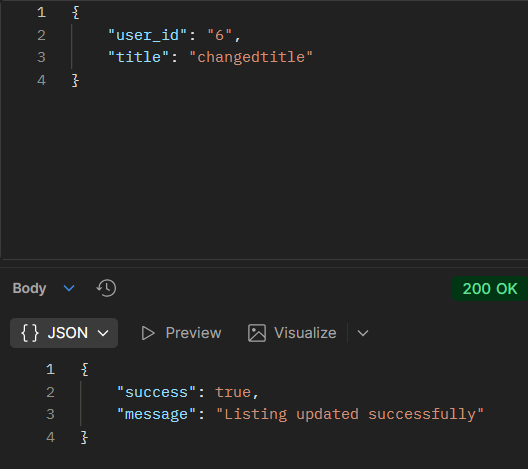 1 {
2 "user_id": "6",
3 "title": "changedtitle"
4 }
Body 200 OK
{} JSON Preview Visualize
1 {
2 "success": true,
3 "message": "Listing updated successfully"
4 }